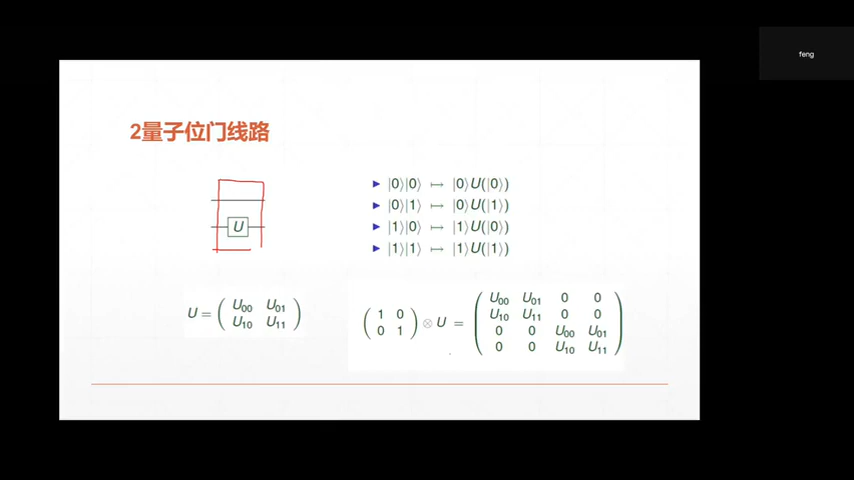 feng
2量子位门线路
U
▶ |0⟩|0⟩ ↦ |0⟩U(|0⟩)
▶ |0⟩|1⟩ ↦ |0⟩U(|1⟩)
▶ |1⟩|0⟩ ↦ |1⟩U(|0⟩)
▶ |1⟩|1⟩ ↦ |1⟩U(|1⟩)
U = ( U₀₀ U₀₁
U₁₀ U₁₁ )
( 1 0
0 1 ) ⊗ U =
( U₀₀ U₀₁ 0 0
U₁₀ U₁₁ 0 0
0 0 U₀₀ U₀₁
0 0 U₁₀ U₁₁ )